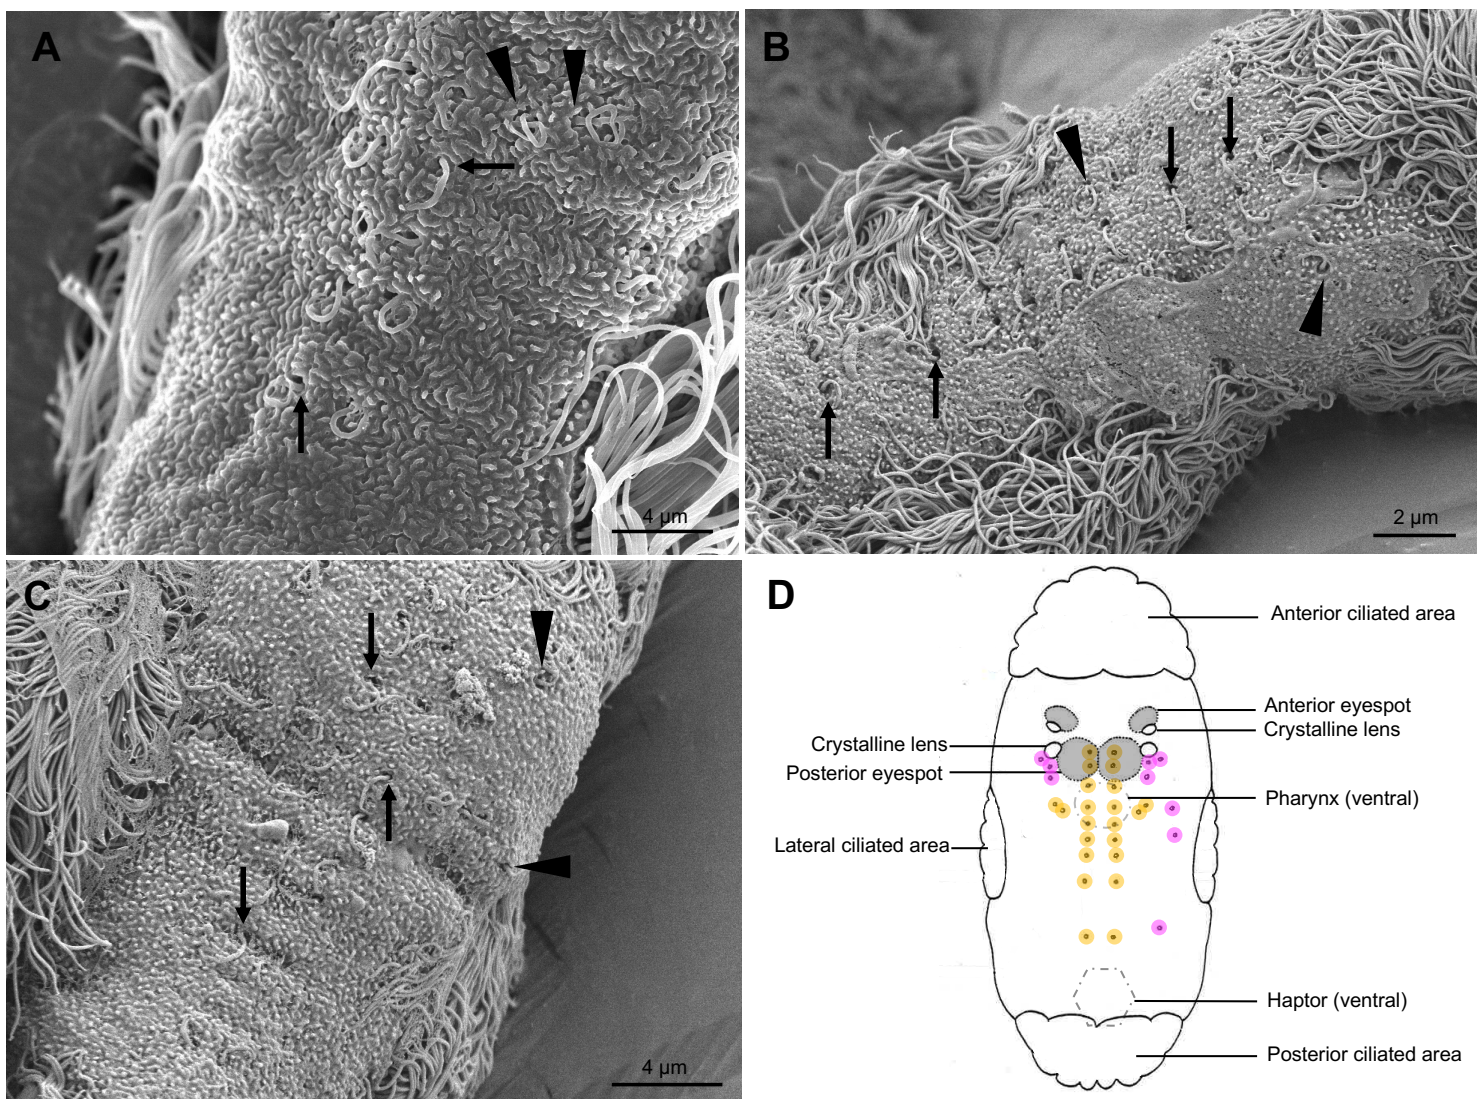 A
B
4 µm
2 µm
C
4 µm
D
Anterior ciliated area
Anterior eyespot
Crystalline lens
Crystalline lens
Posterior eyespot
Pharynx (ventral)
Lateral ciliated area
Haptor (ventral)
Posterior ciliated area